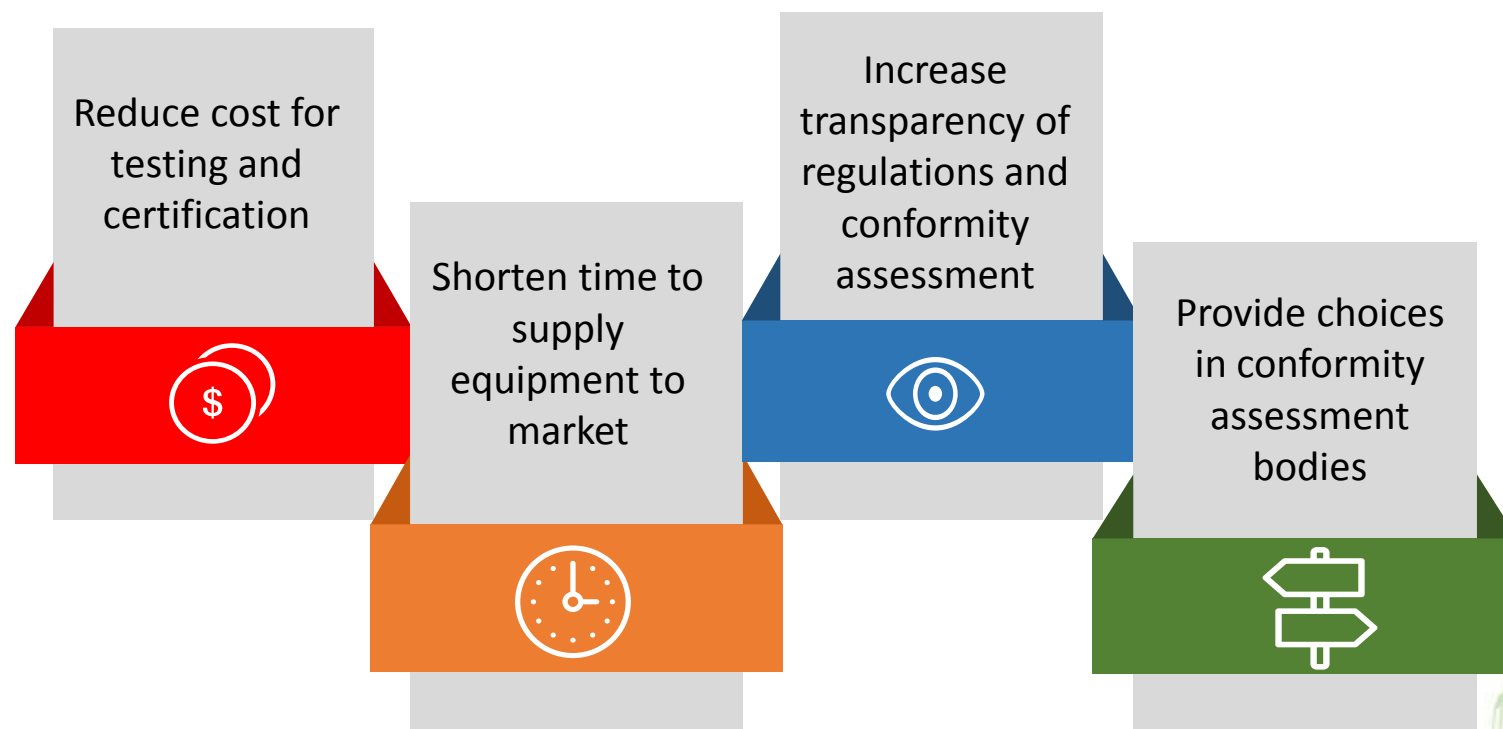 Reduce cost for
testing and
certification
$
Shorten time to
supply
equipment to
market
Increase
transparency of
regulations and
conformity
assessment
Provide choices
in conformity
assessment
bodies